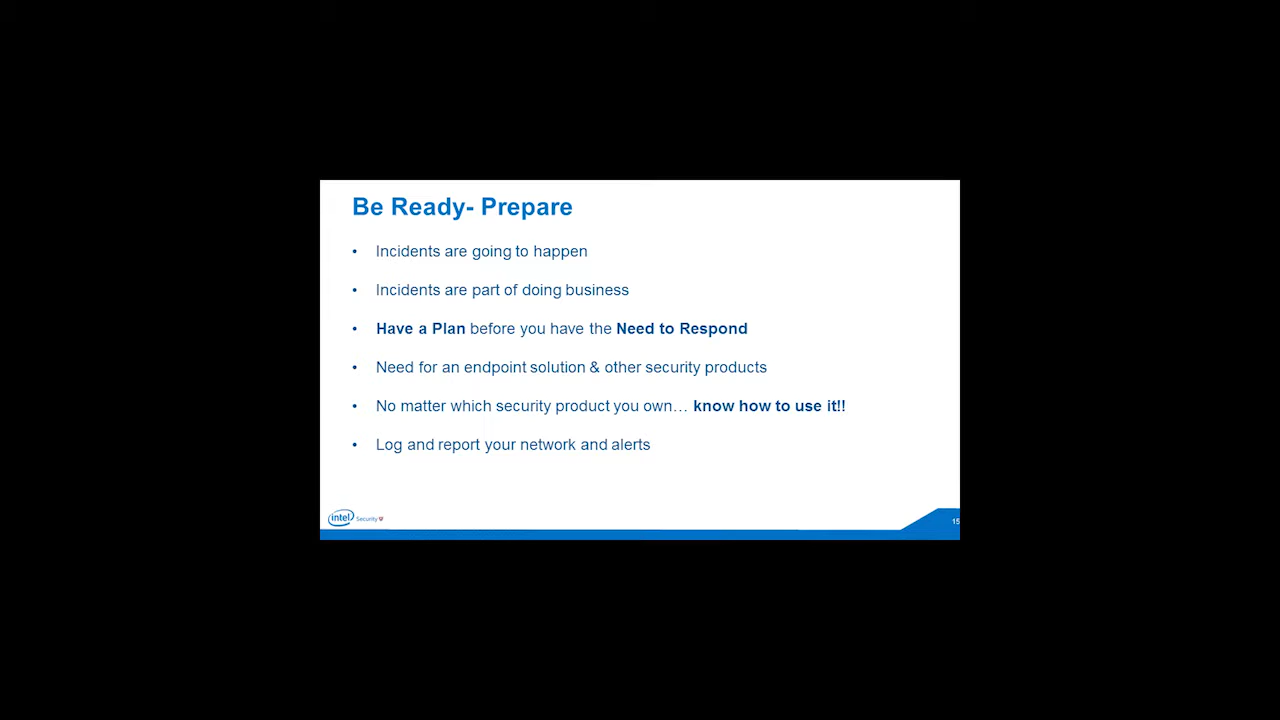 Be Ready- Prepare
• Incidents are going to happen
• Incidents are part of doing business
• Have a Plan before you have the Need to Respond
• Need for an endpoint solution & other security products
• No matter which security product you own… know how to use it!!
• Log and report your network and alerts
intel Security
15